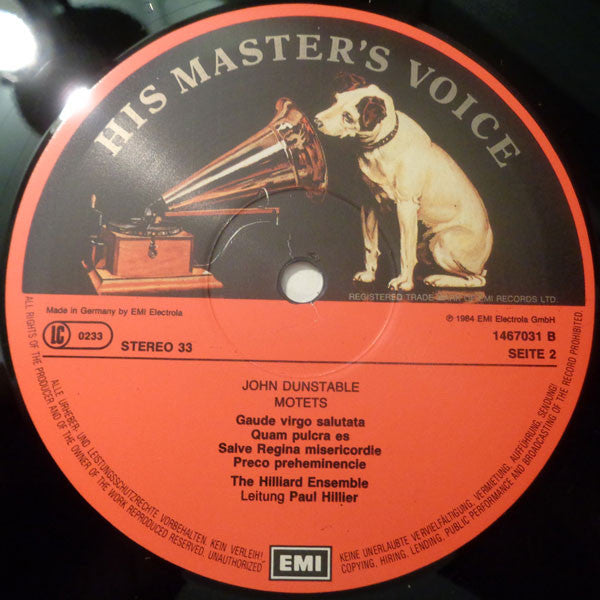 HIS MASTER'S VOICE
REGISTERED TRADE MARK OF EMI RECORDS LTD.
Made in Germany by EMI Electrola
℗ 1984 EMI Electrola GmbH
LC 0233
STEREO 33
1467031 B
SEITE 2
JOHN DUNSTABLE
MOTETS
Gaude virgo salutata
Quam pulcra es
Salve Regina misericordie
Preco preheminencie
The Hilliard Ensemble
Leitung Paul Hillier
ALLE URHEBER- UND LEISTUNGSSCHUTZRECHTE VORBEHALTEN. KEIN VERLEIH!
KEINE UNERLAUBTE VERVIELFÄLTIGUNG, VERMIETUNG, AUFFÜHRUNG, SENDUNG!
ALL RIGHTS OF THE PRODUCER AND OF THE OWNER OF THE WORK REPRODUCED RESERVED. UNAUTHORIZED
COPYING, HIRING, LENDING, PUBLIC PERFORMANCE AND BROADCASTING OF THE RECORD PROHIBITED.
EMI